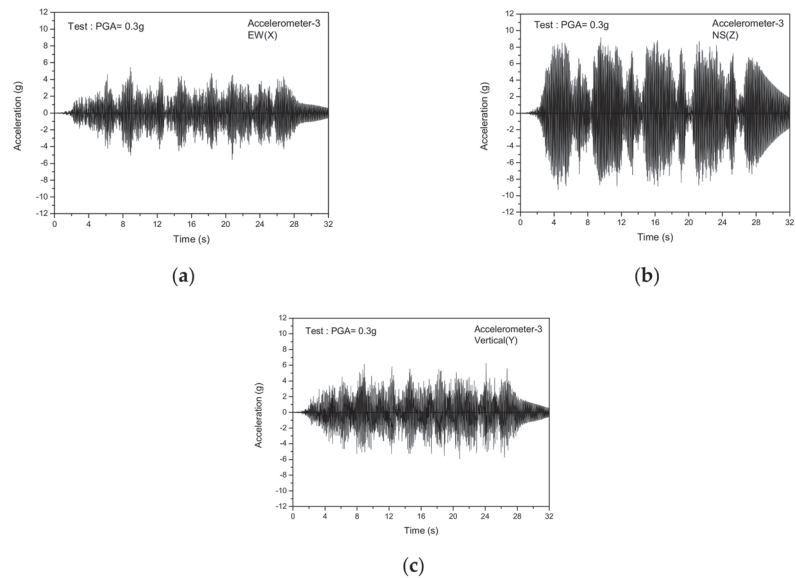 Test : PGA= 0.3g
Accelerometer-3
EW(X)
Acceleration (g)
12
10
8
6
4
2
0
-2
-4
-6
-8
-10
-12
0 4 8 12 16 20 24 28 32
Time (s)
(a)
Test : PGA= 0.3g
Accelerometer-3
NS(Z)
Acceleration (g)
12
10
8
6
4
2
0
-2
-4
-6
-8
-10
-12
0 4 8 12 16 20 24 28 32
Time (s)
(b)
Test : PGA= 0.3g
Accelerometer-3
Vertical(Y)
Acceleration (g)
12
10
8
6
4
2
0
-2
-4
-6
-8
-10
-12
0 4 8 12 16 20 24 28 32
Time (s)
(c)